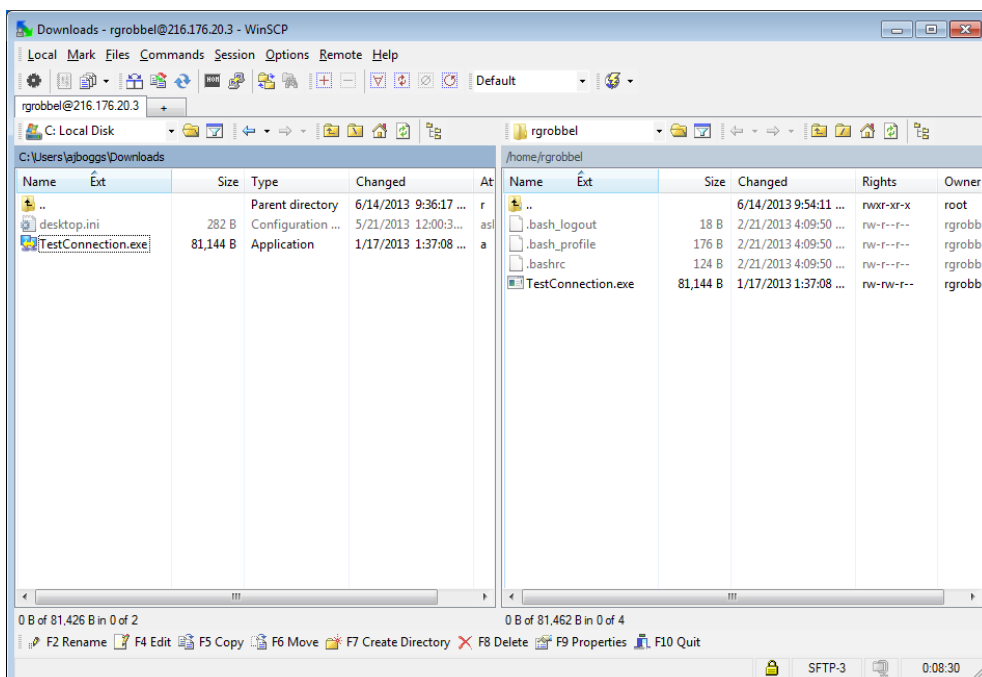 Downloads - rgrobbel@216.176.20.3 - WinSCP
Local Mark Files Commands Session Options Remote Help
Default
rgrobbel@216.176.20.3 +
C: Local Disk rgrobbel
C:\Users\ajboggs\Downloads /home/rgrobbel
Name Ext Size Type Changed At Name Ext Size Changed Rights Owner
.. Parent directory 6/14/2013 9:36:17 ... r .. 6/14/2013 9:54:11 ... rwxr-xr-x root
desktop.ini 282 B Configuration ... 5/21/2013 12:00:3... asl .bash_logout 18 B 2/21/2013 4:09:50 ... rw-r--r-- rgrobb
TestConnection.exe 81,144 B Application 1/17/2013 1:37:08 ... a .bash_profile 176 B 2/21/2013 4:09:50 ... rw-r--r-- rgrobb
.bashrc 124 B 2/21/2013 4:09:50 ... rw-r--r-- rgrobb
TestConnection.exe 81,144 B 1/17/2013 1:37:08 ... rw-rw-r-- rgrobb
0 B of 81,426 B in 0 of 2 0 B of 81,462 B in 0 of 4
F2 Rename F4 Edit F5 Copy F6 Move F7 Create Directory F8 Delete F9 Properties F10 Quit
SFTP-3 0:08:30